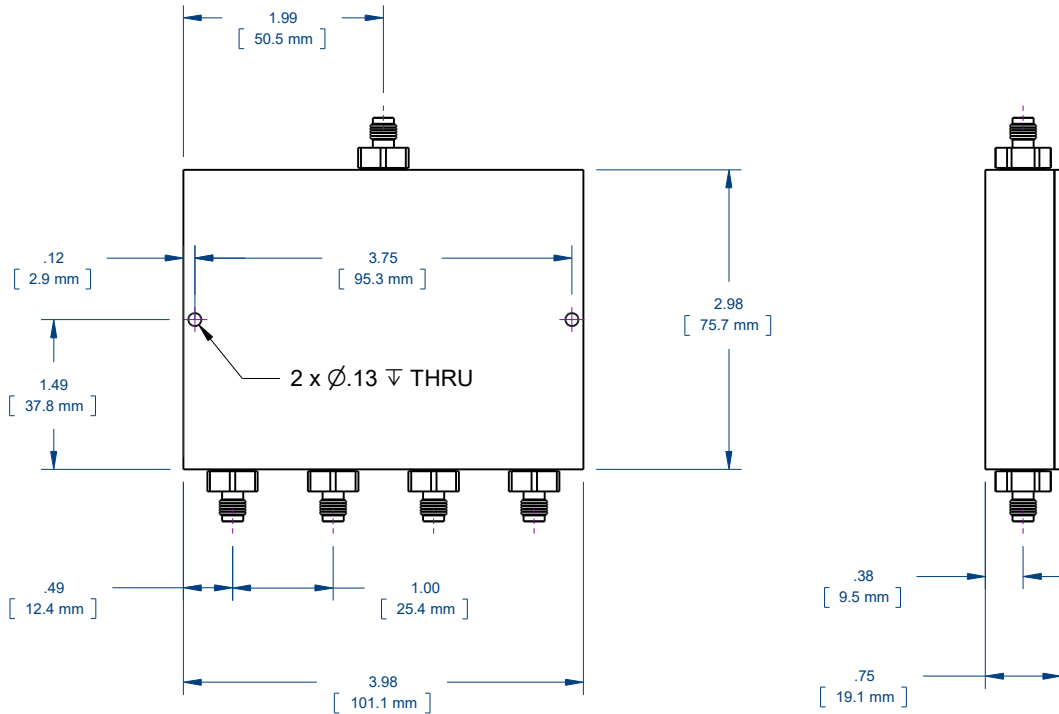 1.99
[ 50.5 mm ]
.12
[ 2.9 mm ]
3.75
[ 95.3 mm ]
2.98
[ 75.7 mm ]
1.49
[ 37.8 mm ]
2 x ∅.13 ↧ THRU
.49
[ 12.4 mm ]
1.00
[ 25.4 mm ]
.38
[ 9.5 mm ]
3.98
[ 101.1 mm ]
.75
[ 19.1 mm ]